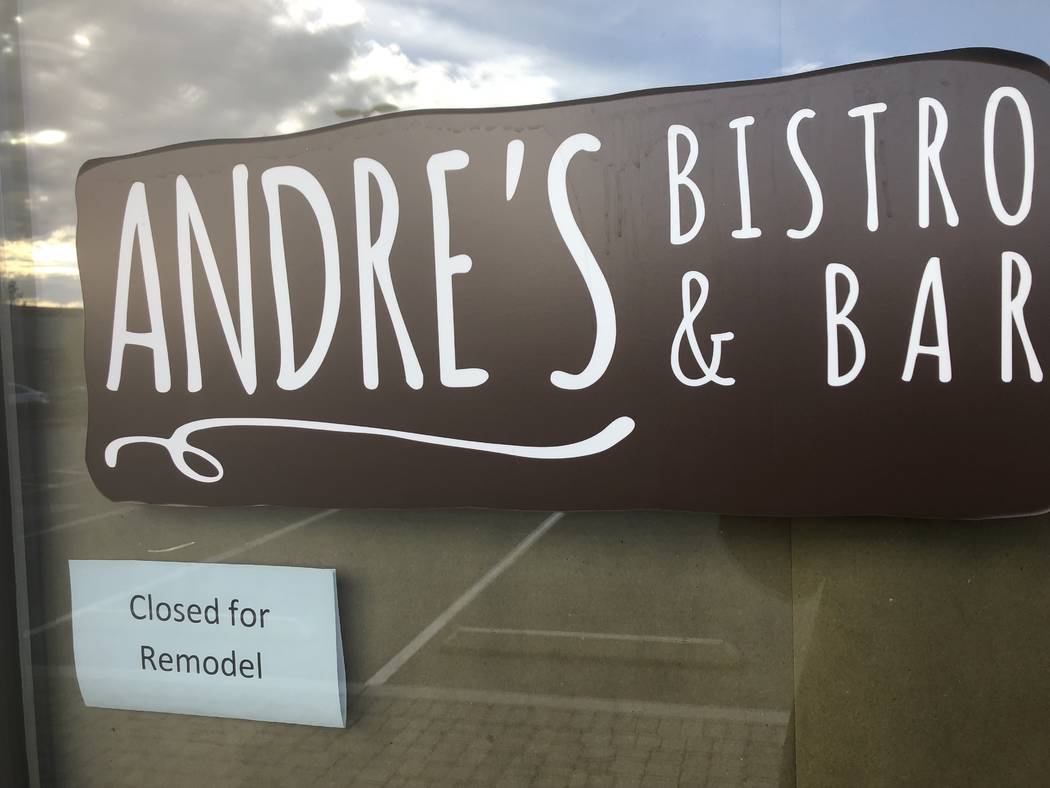 ANDRE'S
BISTRO
& BAR
Closed for
Remodel